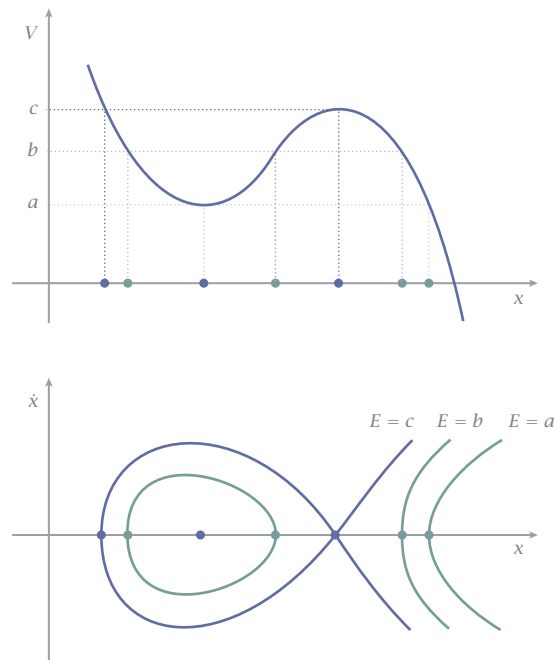 V
c
b
a
x
ẋ
E = c E = b E = a
x